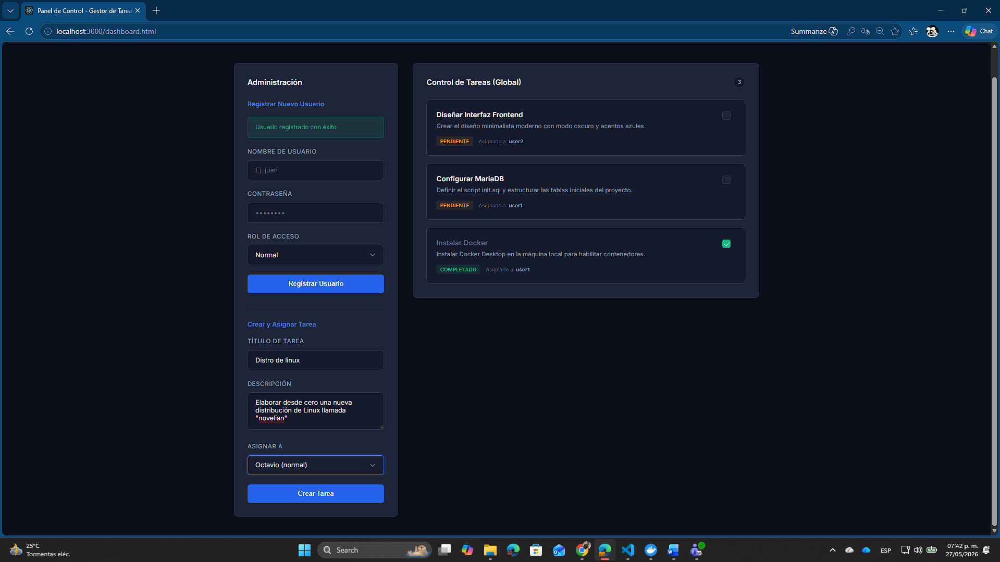 Panel de Control - Gestor de Tarea
localhost:3000/dashboard.html
Summarize
Chat
Administración
Registrar Nuevo Usuario
Usuario registrado con éxito
NOMBRE DE USUARIO
Ej. juan
CONTRASEÑA
••••••••
ROL DE ACCESO
Normal
Registrar Usuario
Crear y Asignar Tarea
TÍTULO DE TAREA
Distro de linux
DESCRIPCIÓN
Elaborar desde cero una nueva
distribución de Linux llamada
"novelian"
ASIGNAR A
Octavio (normal)
Crear Tarea
Control de Tareas (Global)
3
Diseñar Interfaz Frontend
Crear el diseño minimalista moderno con modo oscuro y acentos azules.
PENDIENTE Asignado a: user2
Configurar MariaDB
Definir el script init.sql y estructurar las tablas iniciales del proyecto.
PENDIENTE Asignado a: user1
Instalar Docker
Instalar Docker Desktop en la máquina local para habilitar contenedores.
COMPLETADO Asignado a: user1
25°C
Tormentas eléc.
Search
ESP
07:42 p. m.
27/05/2026